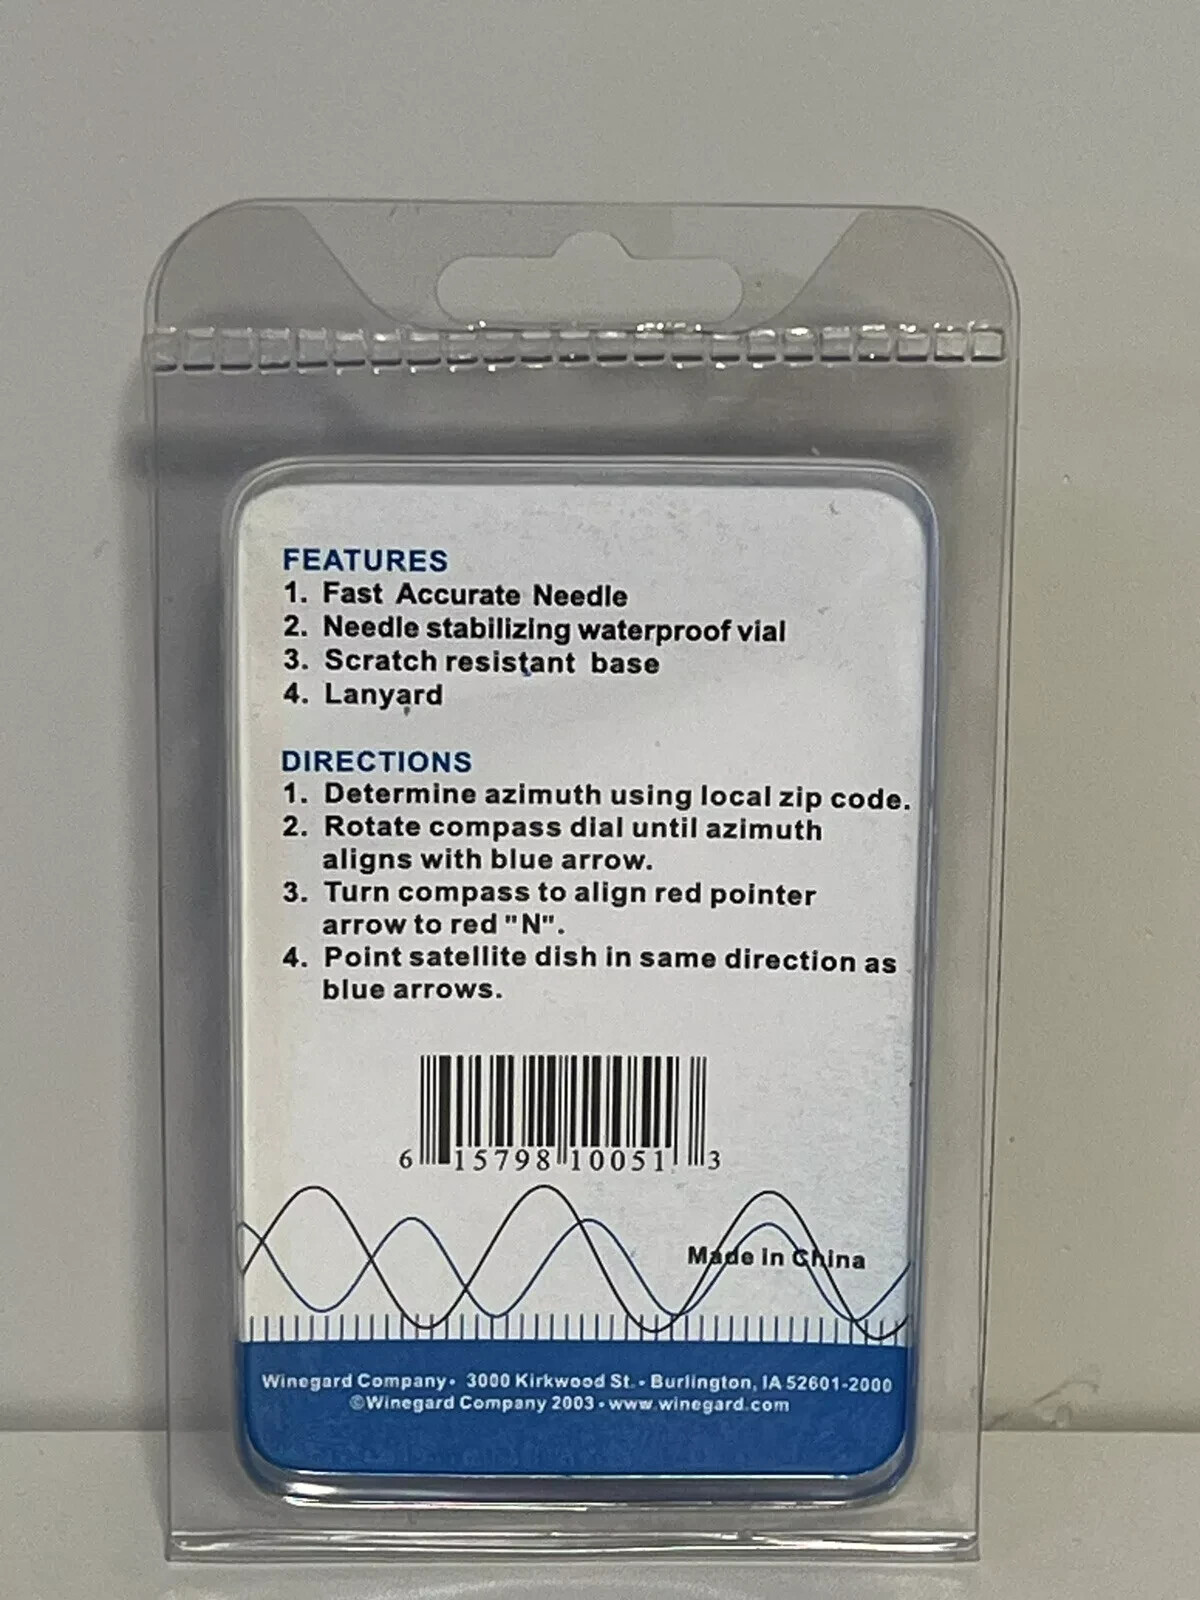 FEATURES
1. Fast Accurate Needle
2. Needle stabilizing waterproof vial
3. Scratch resistant base
4. Lanyard
DIRECTIONS
1. Determine azimuth using local zip code.
2. Rotate compass dial until azimuth
aligns with blue arrow.
3. Turn compass to align red pointer
arrow to red "N".
4. Point satellite dish in same direction as
blue arrows.
6 15798 10051 3
Made in China
Winegard Company • 3000 Kirkwood St. • Burlington, IA 52601-2000
©Winegard Company 2003 • www.winegard.com